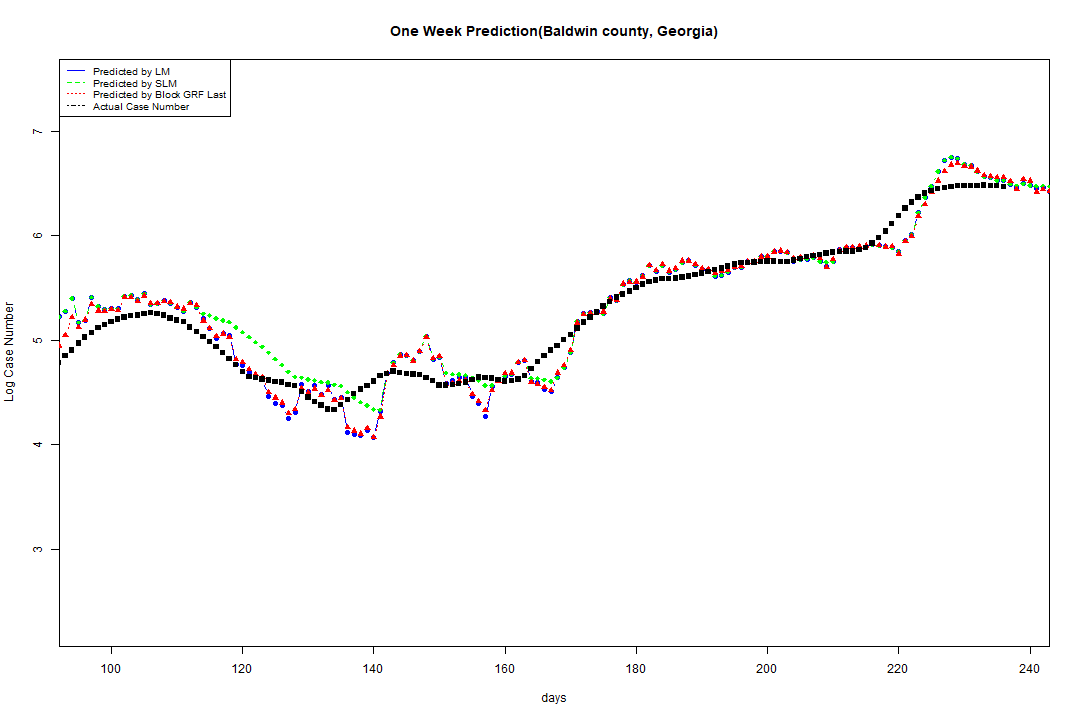 One Week Prediction(Baldwin county, Georgia)
Predicted by LM
Predicted by SLM
Predicted by Block GRF Last
Actual Case Number
7
6
5
4
3
Log Case Number
100 120 140 160 180 200 220 240
days